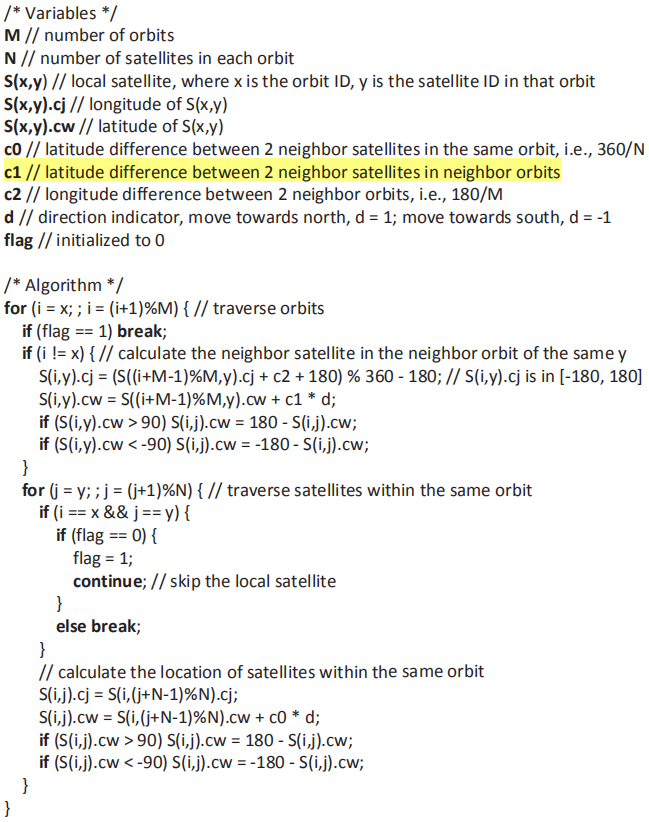 /* Variables */
M // number of orbits
N // number of satellites in each orbit
S(x,y) // local satellite, where x is the orbit ID, y is the satellite ID in that orbit
S(x,y).cj // longitude of S(x,y)
S(x,y).cw // latitude of S(x,y)
c0 // latitude difference between 2 neighbor satellites in the same orbit, i.e., 360/N
c1 // latitude difference between 2 neighbor satellites in neighbor orbits
c2 // longitude difference between 2 neighbor orbits, i.e., 180/M
d // direction indicator, move towards north, d = 1; move towards south, d = -1
flag // initialized to 0

/* Algorithm */
for (i = x; ; i = (i+1)%M) { // traverse orbits
if (flag == 1) break;
if (i != x) { // calculate the neighbor satellite in the neighbor orbit of the same y
S(i,y).cj = (S((i+M-1)%M,y).cj + c2 + 180) % 360 - 180; // S(i,y).cj is in [-180, 180]
S(i,y).cw = S((i+M-1)%M,y).cw + c1 * d;
if (S(i,y).cw > 90) S(i,j).cw = 180 - S(i,j).cw;
if (S(i,y).cw < -90) S(i,j).cw = -180 - S(i,j).cw;
}
for (j = y; ; j = (j+1)%N) { // traverse satellites within the same orbit
if (i == x && j == y) {
if (flag == 0) {
flag = 1;
continue; // skip the local satellite
}
else break;
}
// calculate the location of satellites within the same orbit
S(i,j).cj = S(i,(j+N-1)%N).cj;
S(i,j).cw = S(i,(j+N-1)%N).cw + c0 * d;
if (S(i,j).cw > 90) S(i,j).cw = 180 - S(i,j).cw;
if (S(i,j).cw < -90) S(i,j).cw = -180 - S(i,j).cw;
}
}